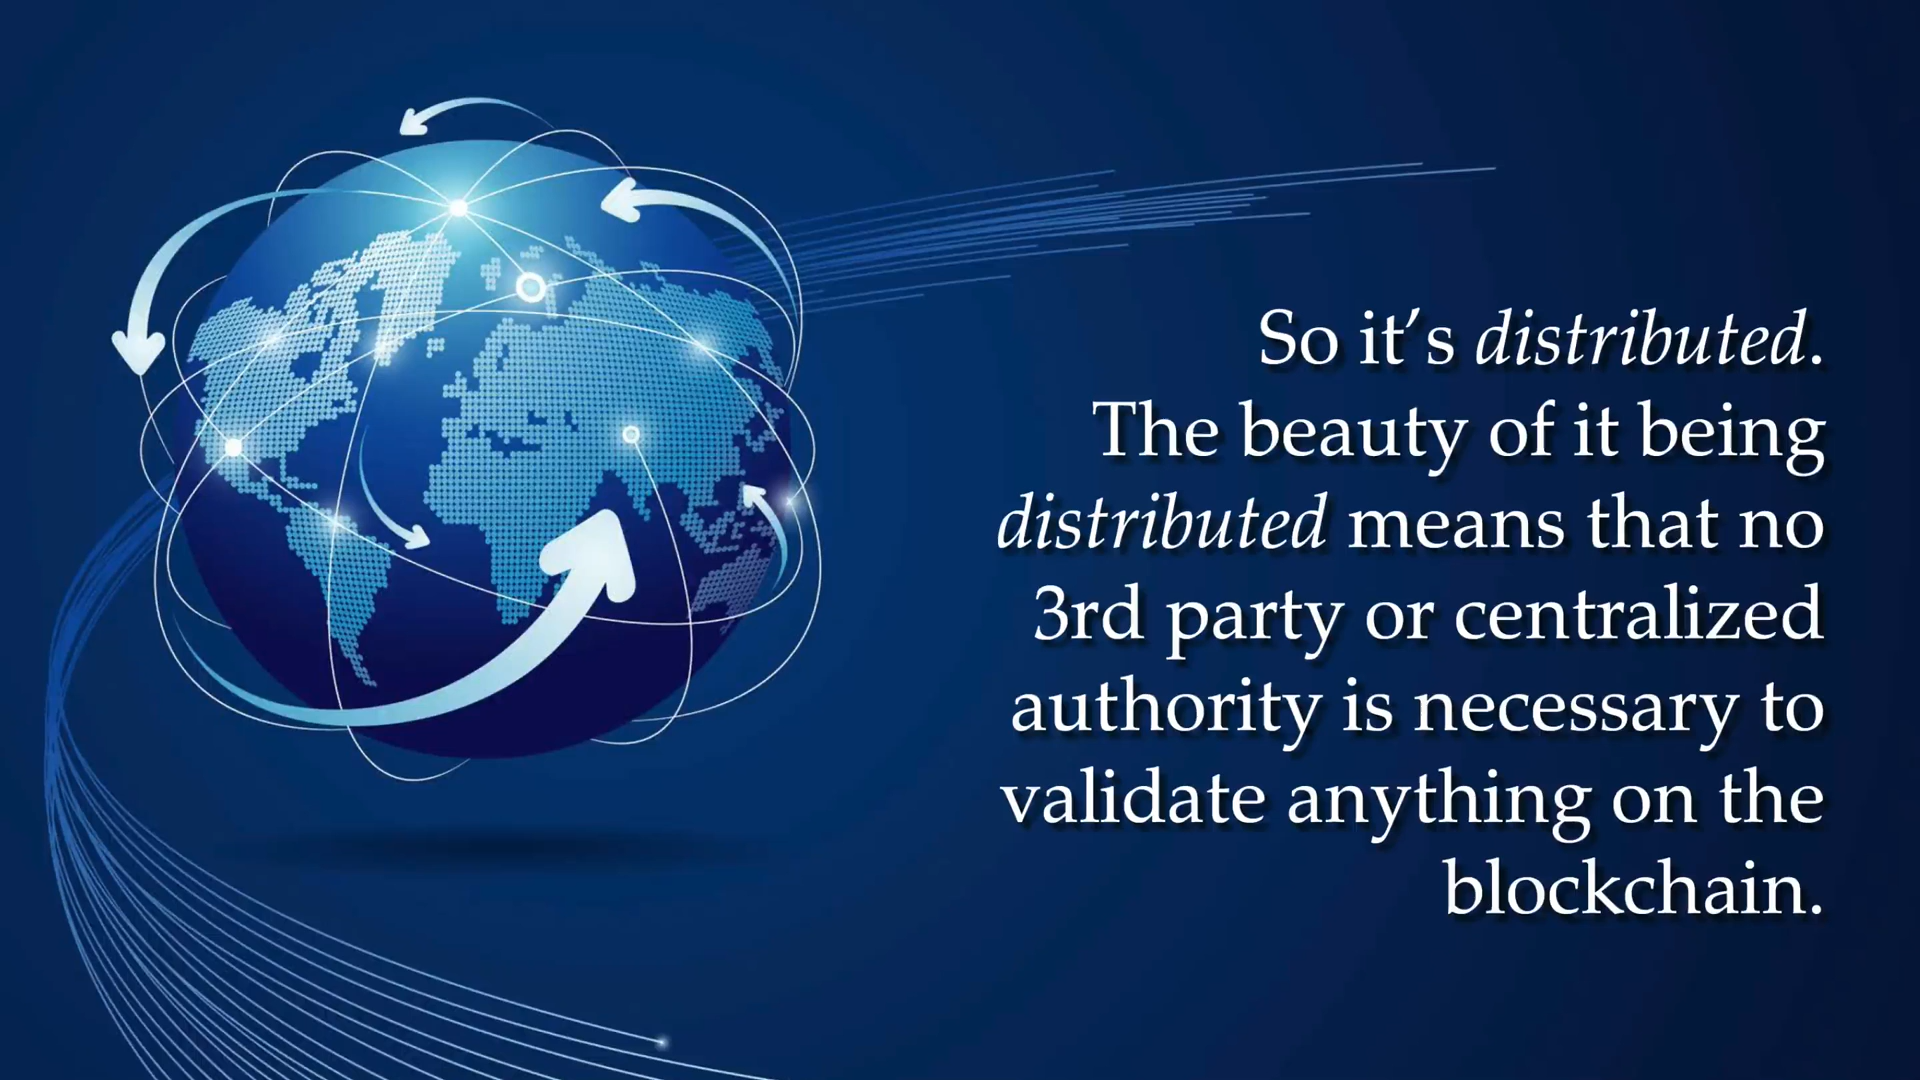 So it’s distributed.
The beauty of it being
distributed means that no
3rd party or centralized
authority is necessary to
validate anything on the
blockchain.